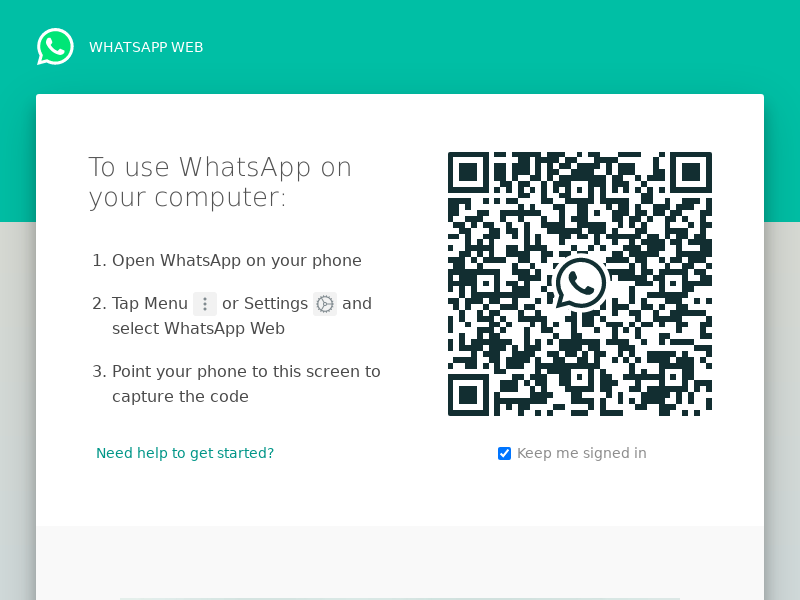 WHATSAPP WEB
To use WhatsApp on
your computer:
1. Open WhatsApp on your phone
2. Tap Menu or Settings and
select WhatsApp Web
3. Point your phone to this screen to
capture the code
Need help to get started?
Keep me signed in